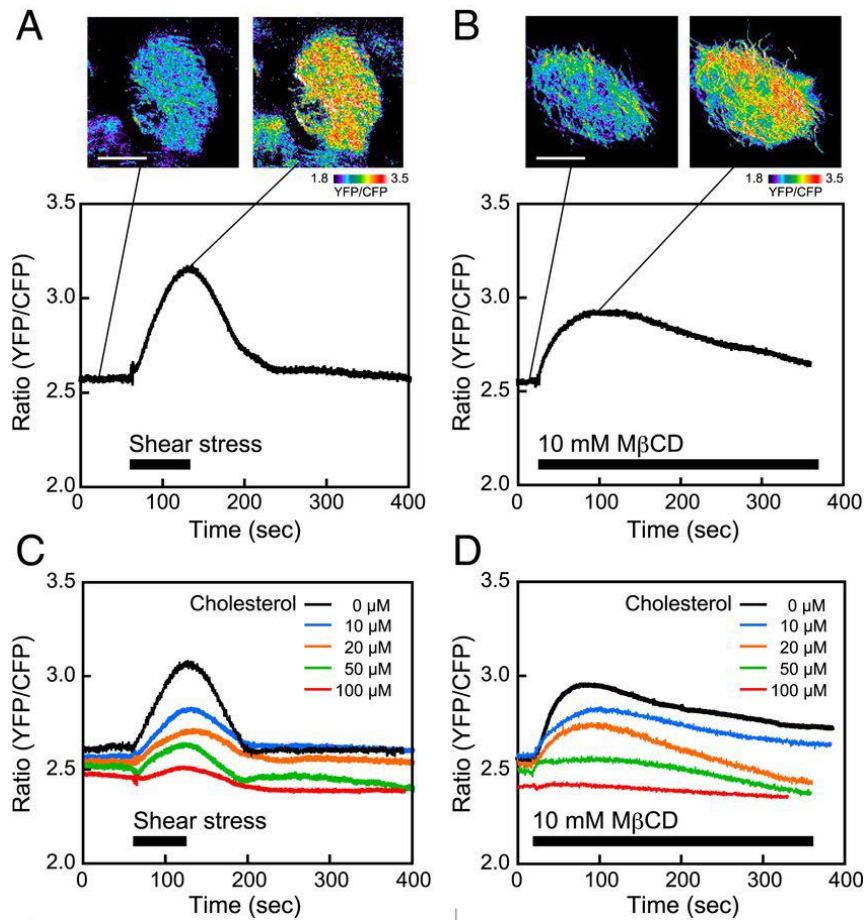 A
B
1.8 3.5
YFP/CFP
1.8 3.5
YFP/CFP
3.5
3.0
2.5
2.0
Ratio (YFP/CFP)
Shear stress
0 100 200 300 400
Time (sec)
3.5
3.0
2.5
2.0
Ratio (YFP/CFP)
10 mM MβCD
0 100 200 300 400
Time (sec)
C
D
3.5
3.0
2.5
2.0
Ratio (YFP/CFP)
Cholesterol 0 µM
10 µM
20 µM
50 µM
100 µM
Shear stress
0 100 200 300 400
Time (sec)
3.5
3.0
2.5
2.0
Ratio (YFP/CFP)
Cholesterol 0 µM
10 µM
20 µM
50 µM
100 µM
10 mM MβCD
0 100 200 300 400
Time (sec)